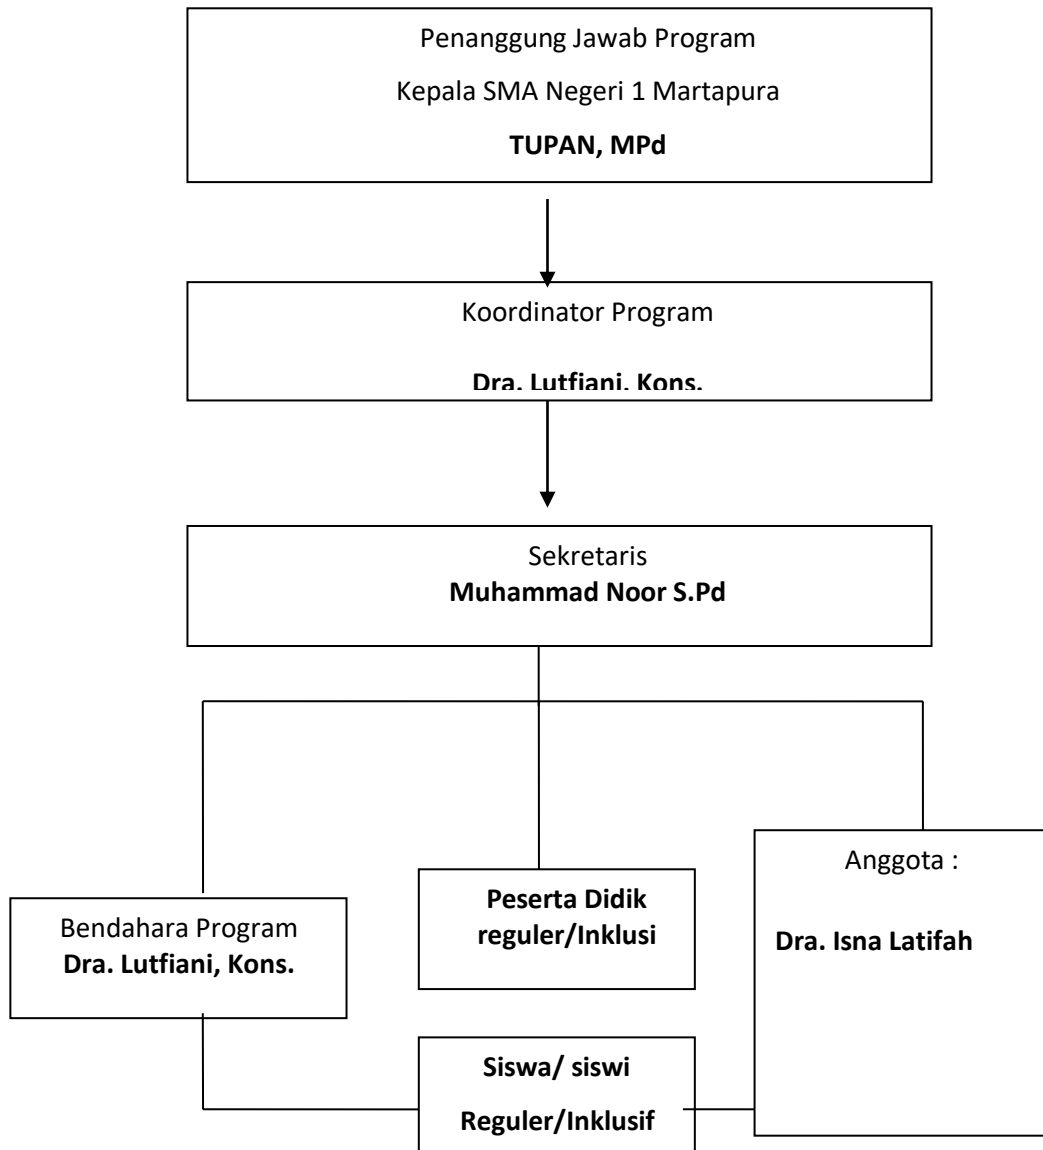 Penanggung Jawab Program
Kepala SMA Negeri 1 Martapura
TUPAN, MPd
Koordinator Program
Dra. Lutfiani, Kons.
Sekretaris
Muhammad Noor S.Pd
Bendahara Program
Dra. Lutfiani, Kons.
Peserta Didik
reguler/Inklusi
Anggota :
Dra. Isna Latifah
Siswa/ siswi
Reguler/Inklusif